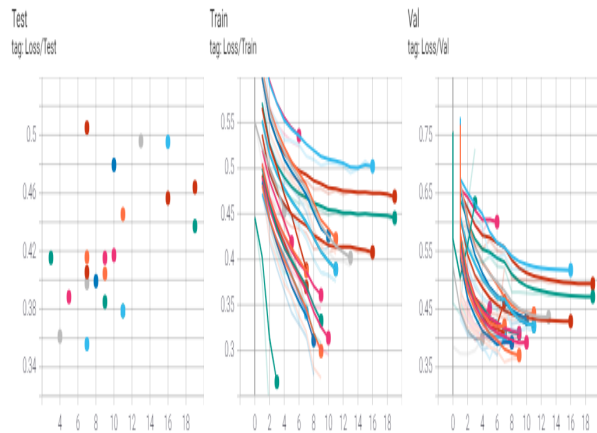 Test
tag: Loss/Test
0.5
0.46
0.42
0.38
0.34
4 6 8 10 12 14 16 18
Train
tag: Loss/Train
0.55
0.5
0.45
0.4
0.35
0.3
0 2 4 6 8 10 12 14 16 18
Val
tag: Loss/Val
0.75
0.65
0.55
0.45
0.35
0 2 4 6 8 10 12 14 16 18